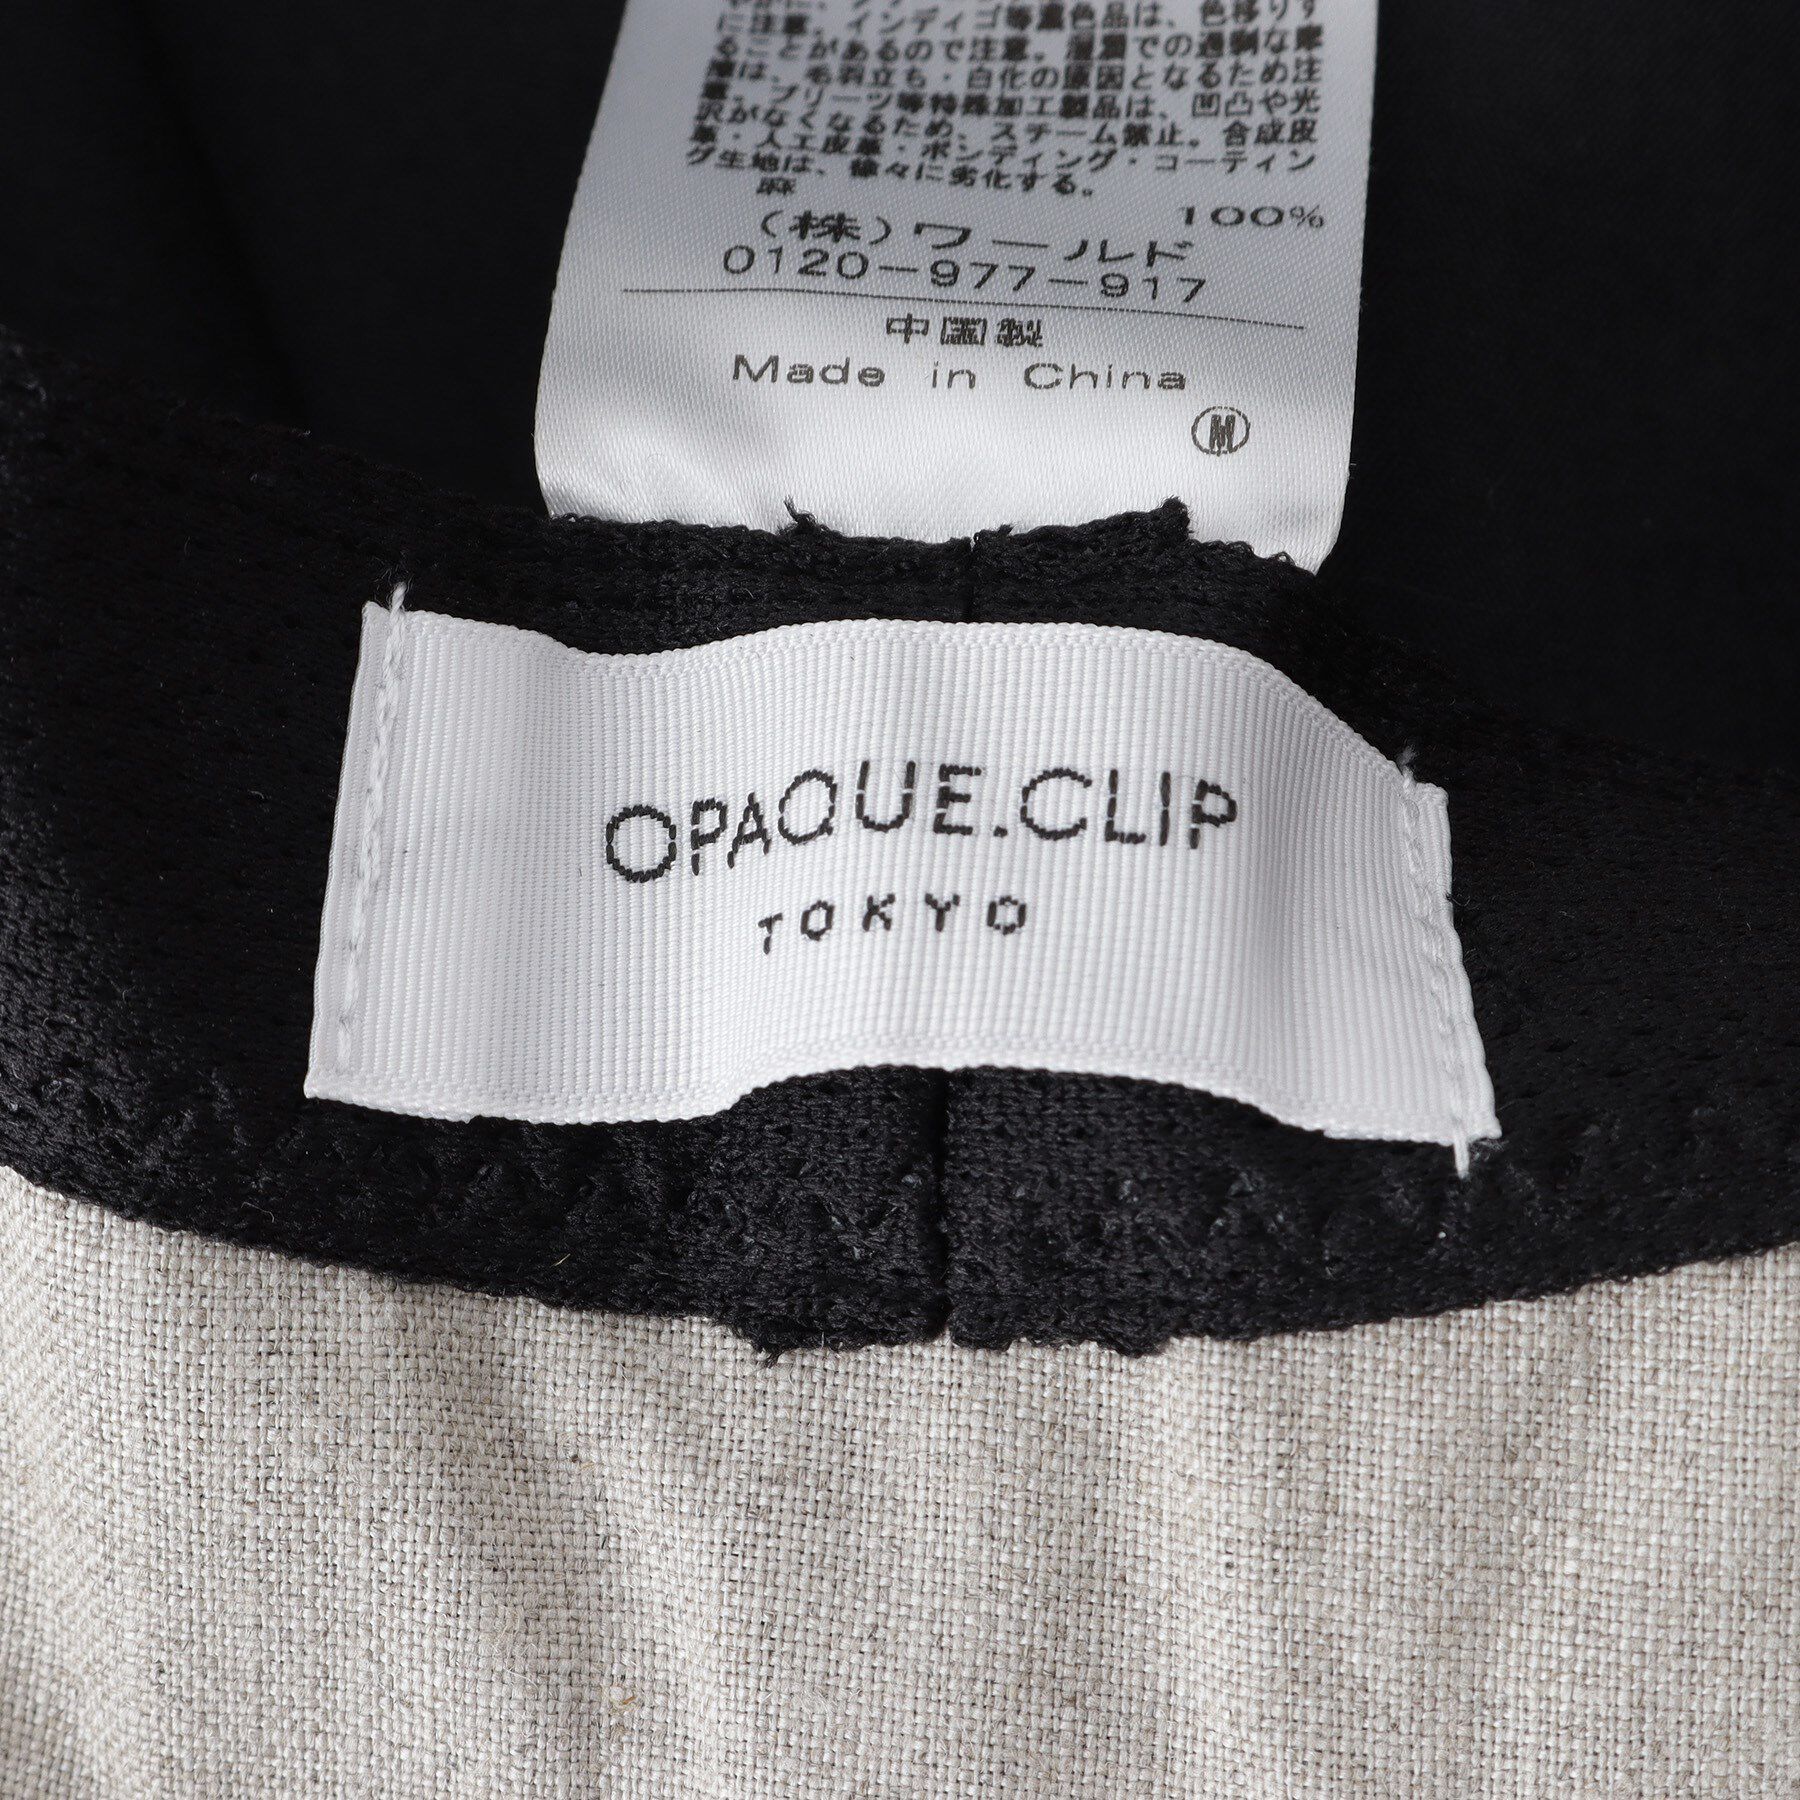 に注意。インディゴ等濃色品は、色移りす
ることがあるので注意。湿潤での過剰な摩
擦は、毛羽立ち・白化の原因となるため注
意。プリーツ等特殊加工製品は、凹凸や光
沢がなくなるため、スチーム禁止。合成皮
革・人工皮革・ボンディング・コーティン
グ生地は、徐々に劣化する。
麻 100%
(株)ワールド
0120-977-917
中国製
Made in China
M
OPAQUE.CLIP
TOKYO